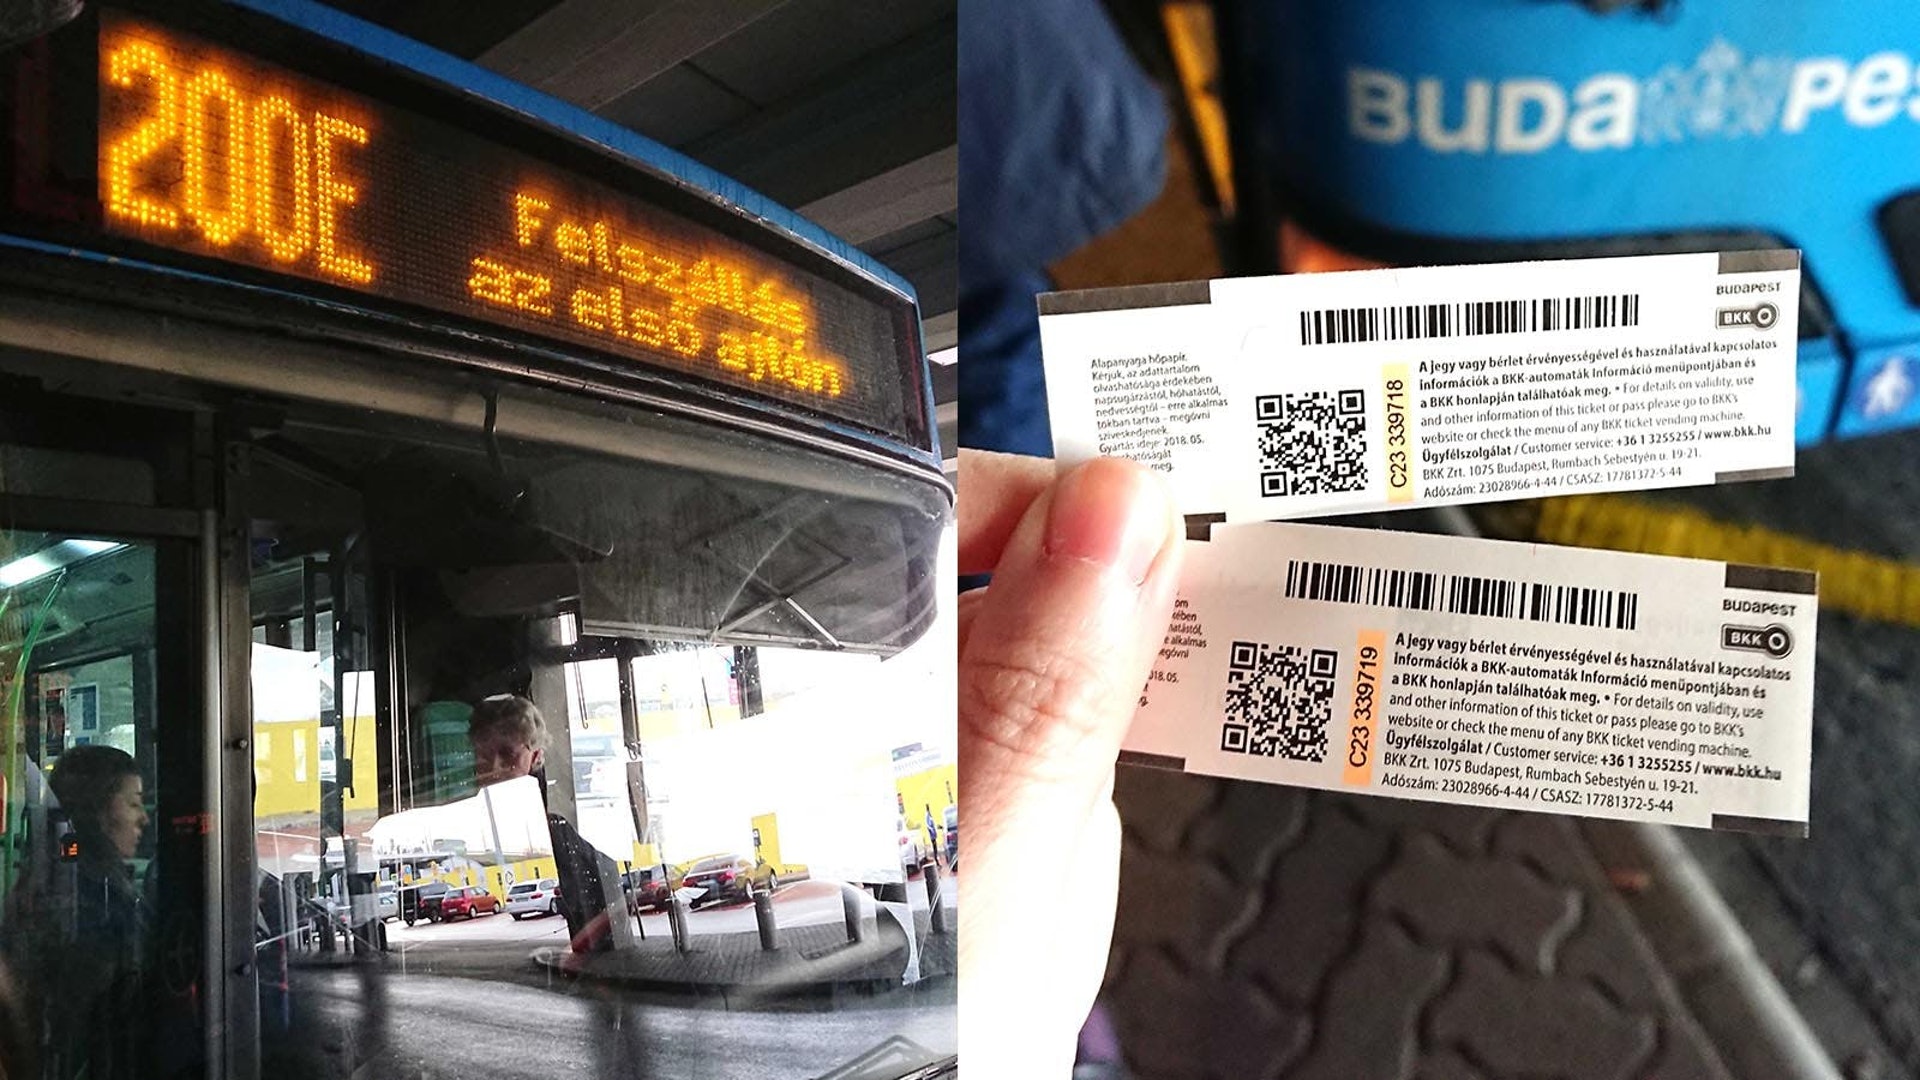 200E
Felszállás
az első ajtón
BUDAPES
BUDAPEST
BKK
Alapanyaga hőpapír.
Kérjük, az adattartalom
olvashatósága érdekében
napsugárzástól, hőhatástól,
nedvességtől – erre alkalmas
tokban tartva – megóvni
szíveskedjenek.
Gyártás ideje: 2018. 05.
meg.
C23 339718
A jegy vagy bérlet érvényességével és használatával kapcsolatos
információk a BKK-automaták Információ menüpontjában és
a BKK honlapján találhatóak meg. • For details on validity, use
and other information of this ticket or pass please go to BKK's
website or check the menu of any BKK ticket vending machine.
Ügyfélszolgálat / Customer service: +36 1 3255255 / www.bkk.hu
BKK Zrt. 1075 Budapest, Rumbach Sebestyén u. 19-21.
Adószám: 23028966-4-44 / CSASZ: 17781372-5-44
BUDAPEST
BKK
e alkalmas
C23 339719
A jegy vagy bérlet érvényességével és használatával kapcsolatos
információk a BKK-automaták Információ menüpontjában és
a BKK honlapján találhatóak meg. • For details on validity, use
and other information of this ticket or pass please go to BKK's
website or check the menu of any BKK ticket vending machine.
Ügyfélszolgálat / Customer service: +36 1 3255255 / www.bkk.hu
BKK Zrt. 1075 Budapest, Rumbach Sebestyén u. 19-21.
Adószám: 23028966-4-44 / CSASZ: 17781372-5-44